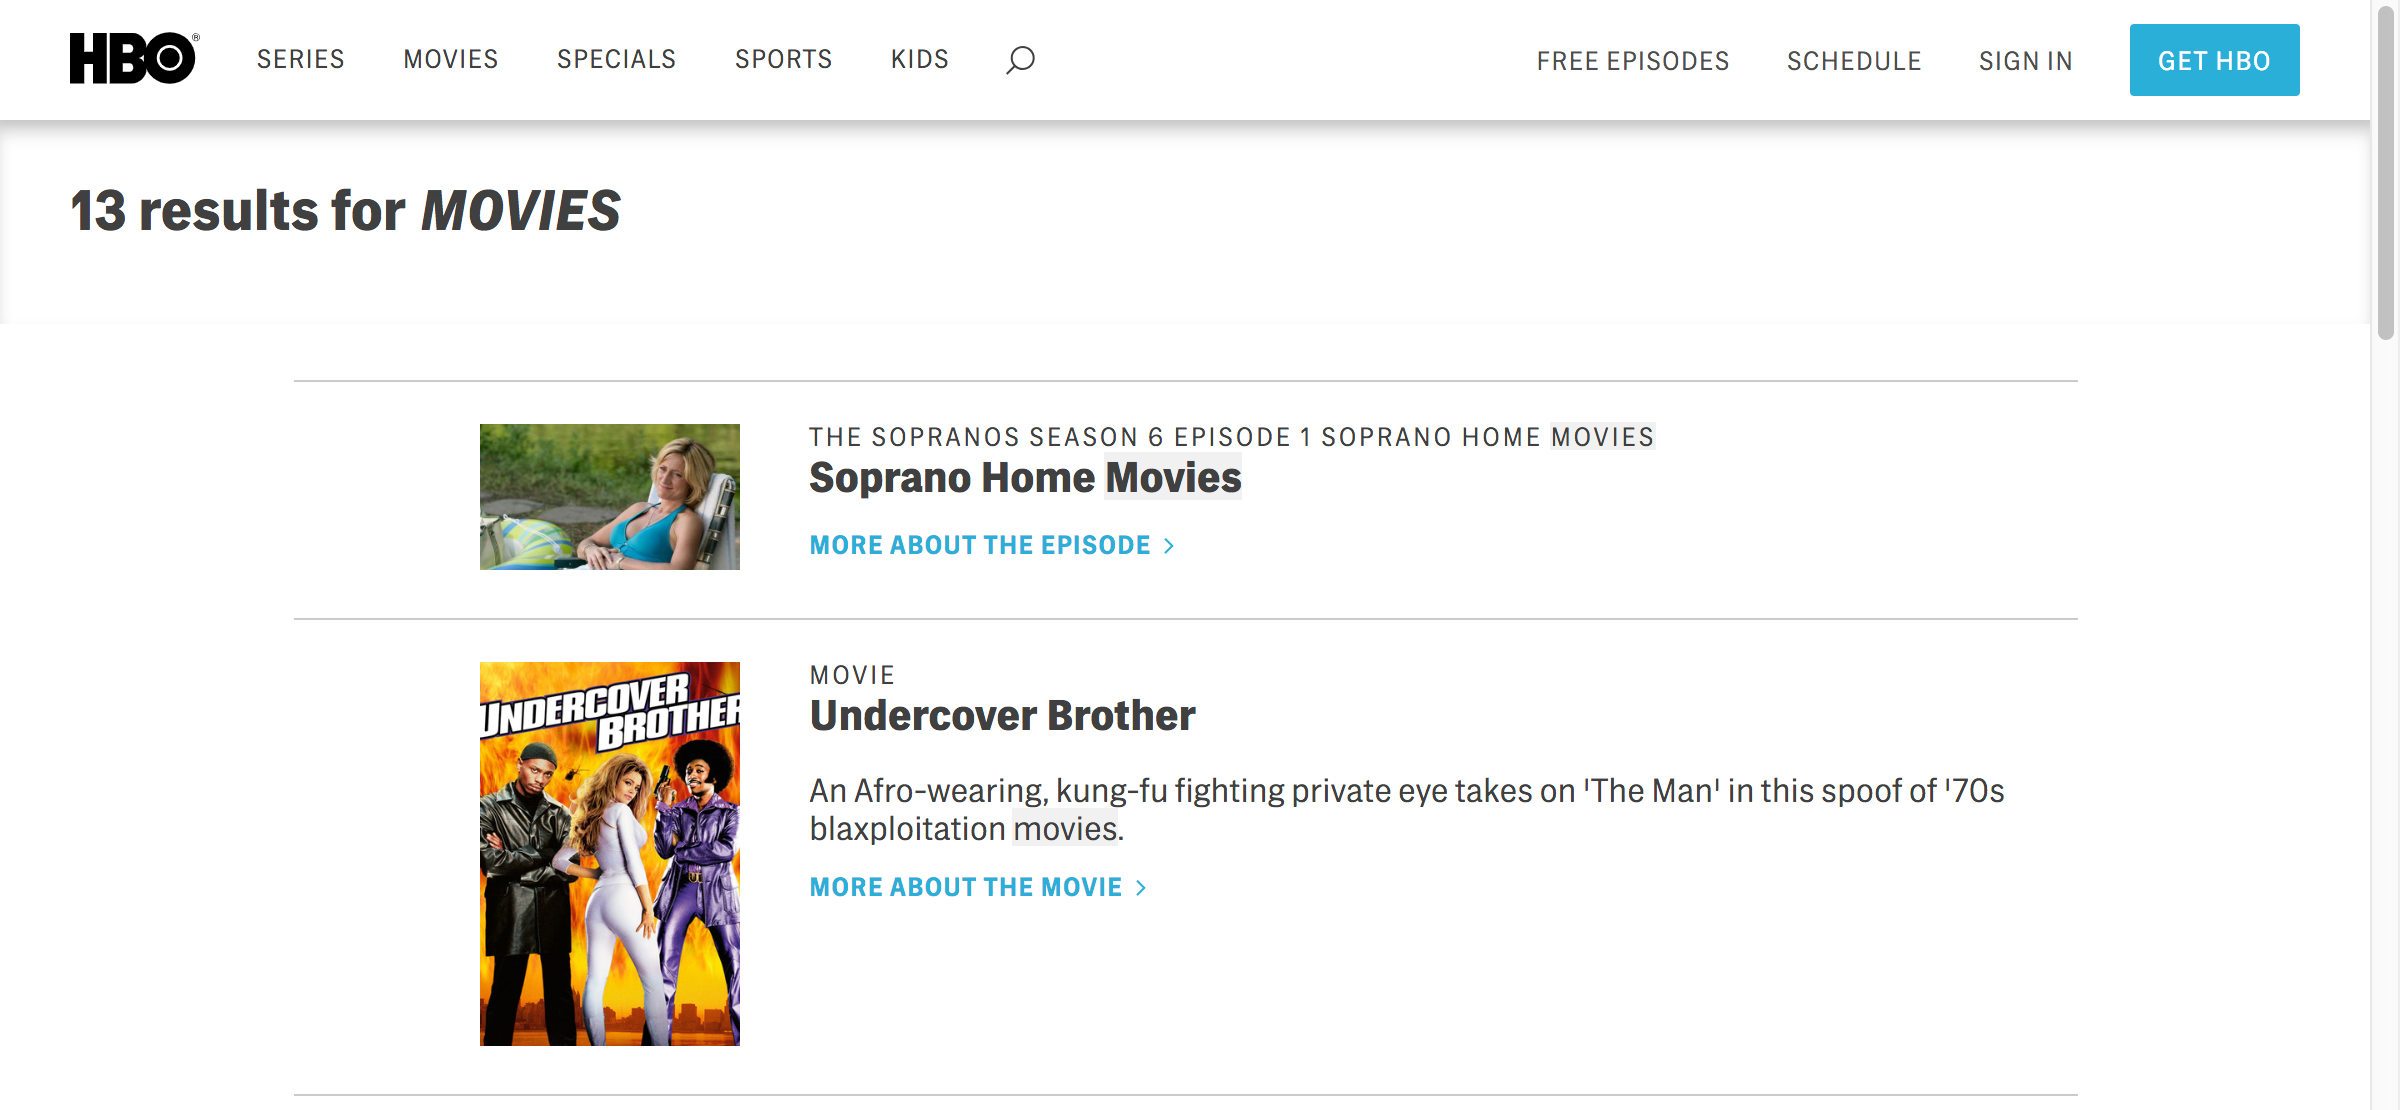 HBO®
SERIES MOVIES SPECIALS SPORTS KIDS FREE EPISODES SCHEDULE SIGN IN GET HBO
13 results for MOVIES
THE SOPRANOS SEASON 6 EPISODE 1 SOPRANO HOME MOVIES
Soprano Home Movies
MORE ABOUT THE EPISODE >
UNDERCOVER
BROTHER
MOVIE
Undercover Brother
An Afro-wearing, kung-fu fighting private eye takes on 'The Man' in this spoof of '70s
blaxploitation movies.
MORE ABOUT THE MOVIE >